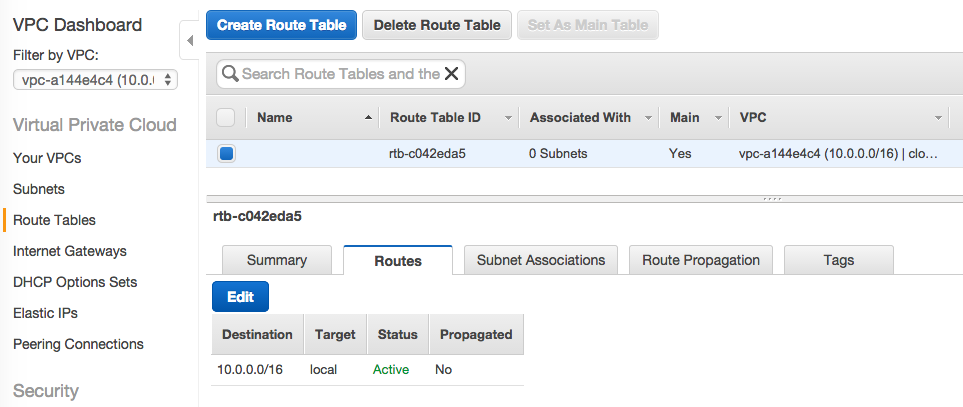 VPC Dashboard
Filter by VPC:
vpc-a144e4c4 (10.0.
Virtual Private Cloud
Your VPCs
Subnets
Route Tables
Internet Gateways
DHCP Options Sets
Elastic IPs
Peering Connections
Security
Create Route Table Delete Route Table Set As Main Table
Search Route Tables and the
Name Route Table ID Associated With Main VPC
rtb-c042eda5 0 Subnets Yes vpc-a144e4c4 (10.0.0.0/16) | clo...
rtb-c042eda5
Summary Routes Subnet Associations Route Propagation Tags
Edit
Destination Target Status Propagated
10.0.0.0/16 local Active No